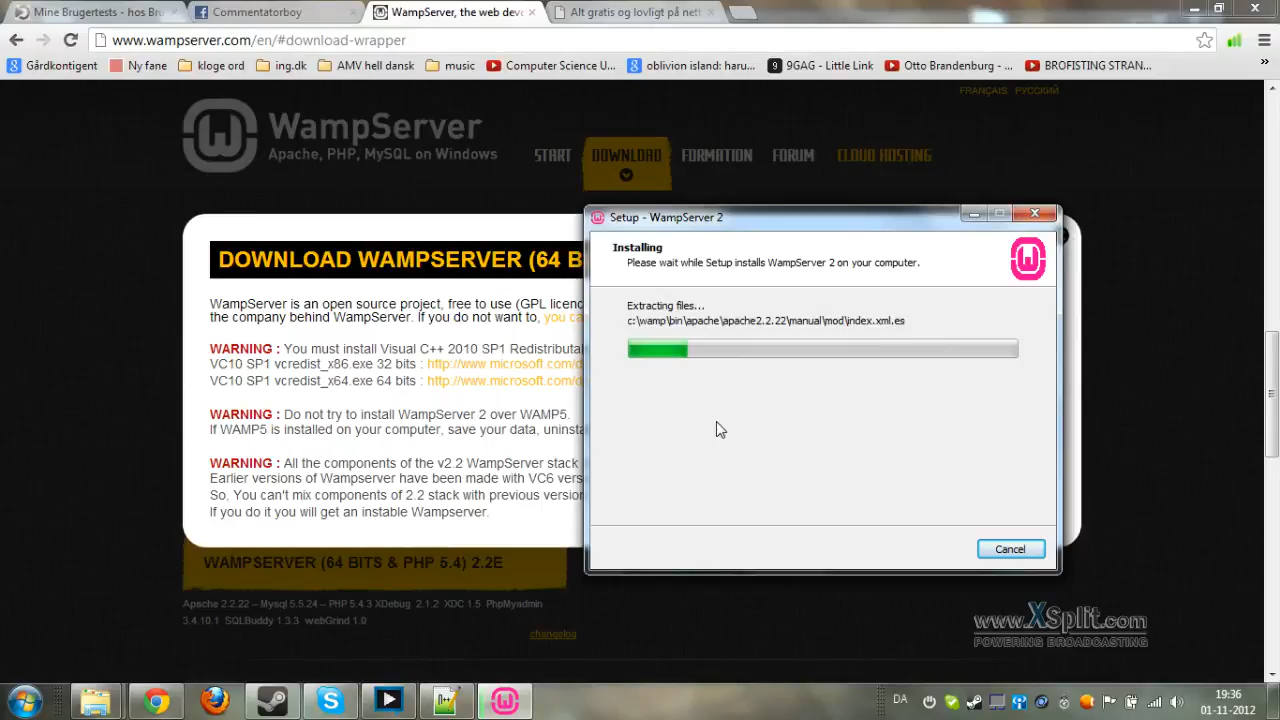 Mine Brugertests - hos Bru
Commentatorboy
WampServer, the web dev
Alt gratis og lovligt på nett
www.wampserver.com/en/#download-wrapper
Gårdkontigent
Ny fane
kloge ord
ing.dk
AMV hell dansk
music
Computer Science U...
oblivion island: haru...
9GAG - Little Link
Otto Brandenburg - ...
BROFISTING STRAN...
FRANÇAIS РУССКИЙ
WampServer
Apache, PHP, MySQL on Windows
START
DOWNLOAD
FORMATION
FORUM
CLOUD HOSTING
DOWNLOAD WAMPSERVER (64 B
WampServer is an open source project, free to use (GPL licenc
the company behind WampServer. If you do not want to, you ca
WARNING : You must install Visual C++ 2010 SP1 Redistributa
VC10 SP1 vcredist_x86.exe 32 bits : http://www.microsoft.com/d
VC10 SP1 vcredist_x64.exe 64 bits : http://www.microsoft.com/d
WARNING : Do not try to install WampServer 2 over WAMP5.
If WAMP5 is installed on your computer, save your data, uninsta
WARNING : All the components of the v2.2 WampServer stack
Earlier versions of Wampserver have been made with VC6 vers
So, You can't mix components of 2.2 stack with previous version
If you do it you will get an instable Wampserver.
Setup - WampServer 2
Installing
Please wait while Setup installs WampServer 2 on your computer.
Extracting files...
c:\wamp\bin\apache\apache2.2.22\manual\mod\index.xml.es
Cancel
WAMPSERVER (64 BITS & PHP 5.4) 2.2E
Apache 2.2.22 – Mysql 5.5.24 – PHP 5.4.3 XDebug 2.1.2 XDC 1.5 PhpMyadmin
3.4.10.1 SQLBuddy 1.3.3 webGrind 1.0
changelog
www.XSplit.com
POWERING BROADCASTING
DA
19:36
01-11-2012